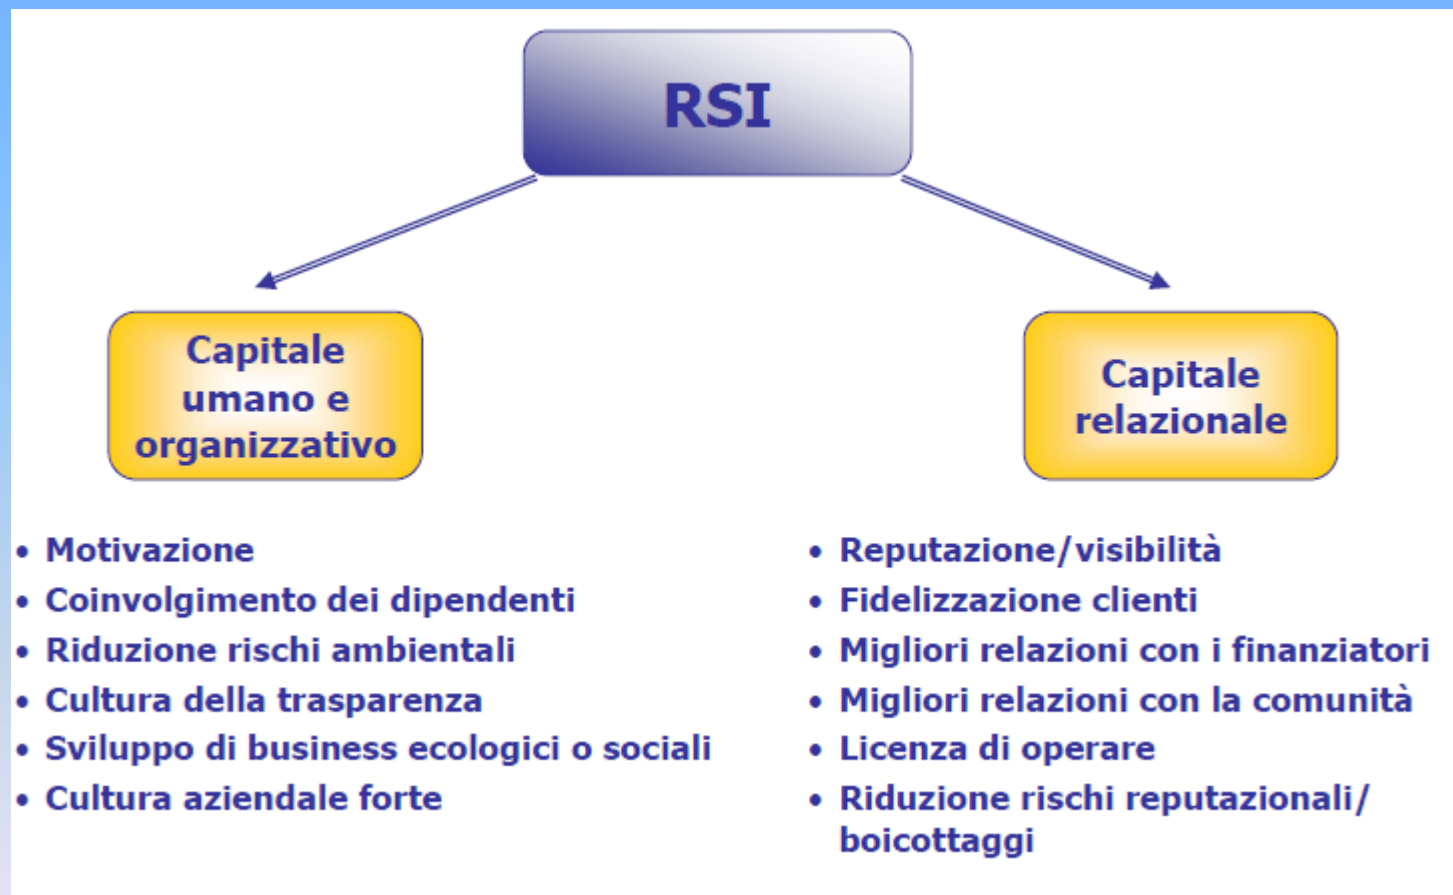 RSI
Capitale
umano e
organizzativo
• Motivazione
• Coinvolgimento dei dipendenti
• Riduzione rischi ambientali
• Cultura della trasparenza
• Sviluppo di business ecologici o sociali
• Cultura aziendale forte
Capitale
relazionale
• Reputazione/visibilità
• Fidelizzazione clienti
• Migliori relazioni con i finanziatori
• Migliori relazioni con la comunità
• Licenza di operare
• Riduzione rischi reputazionali/
boicottaggi